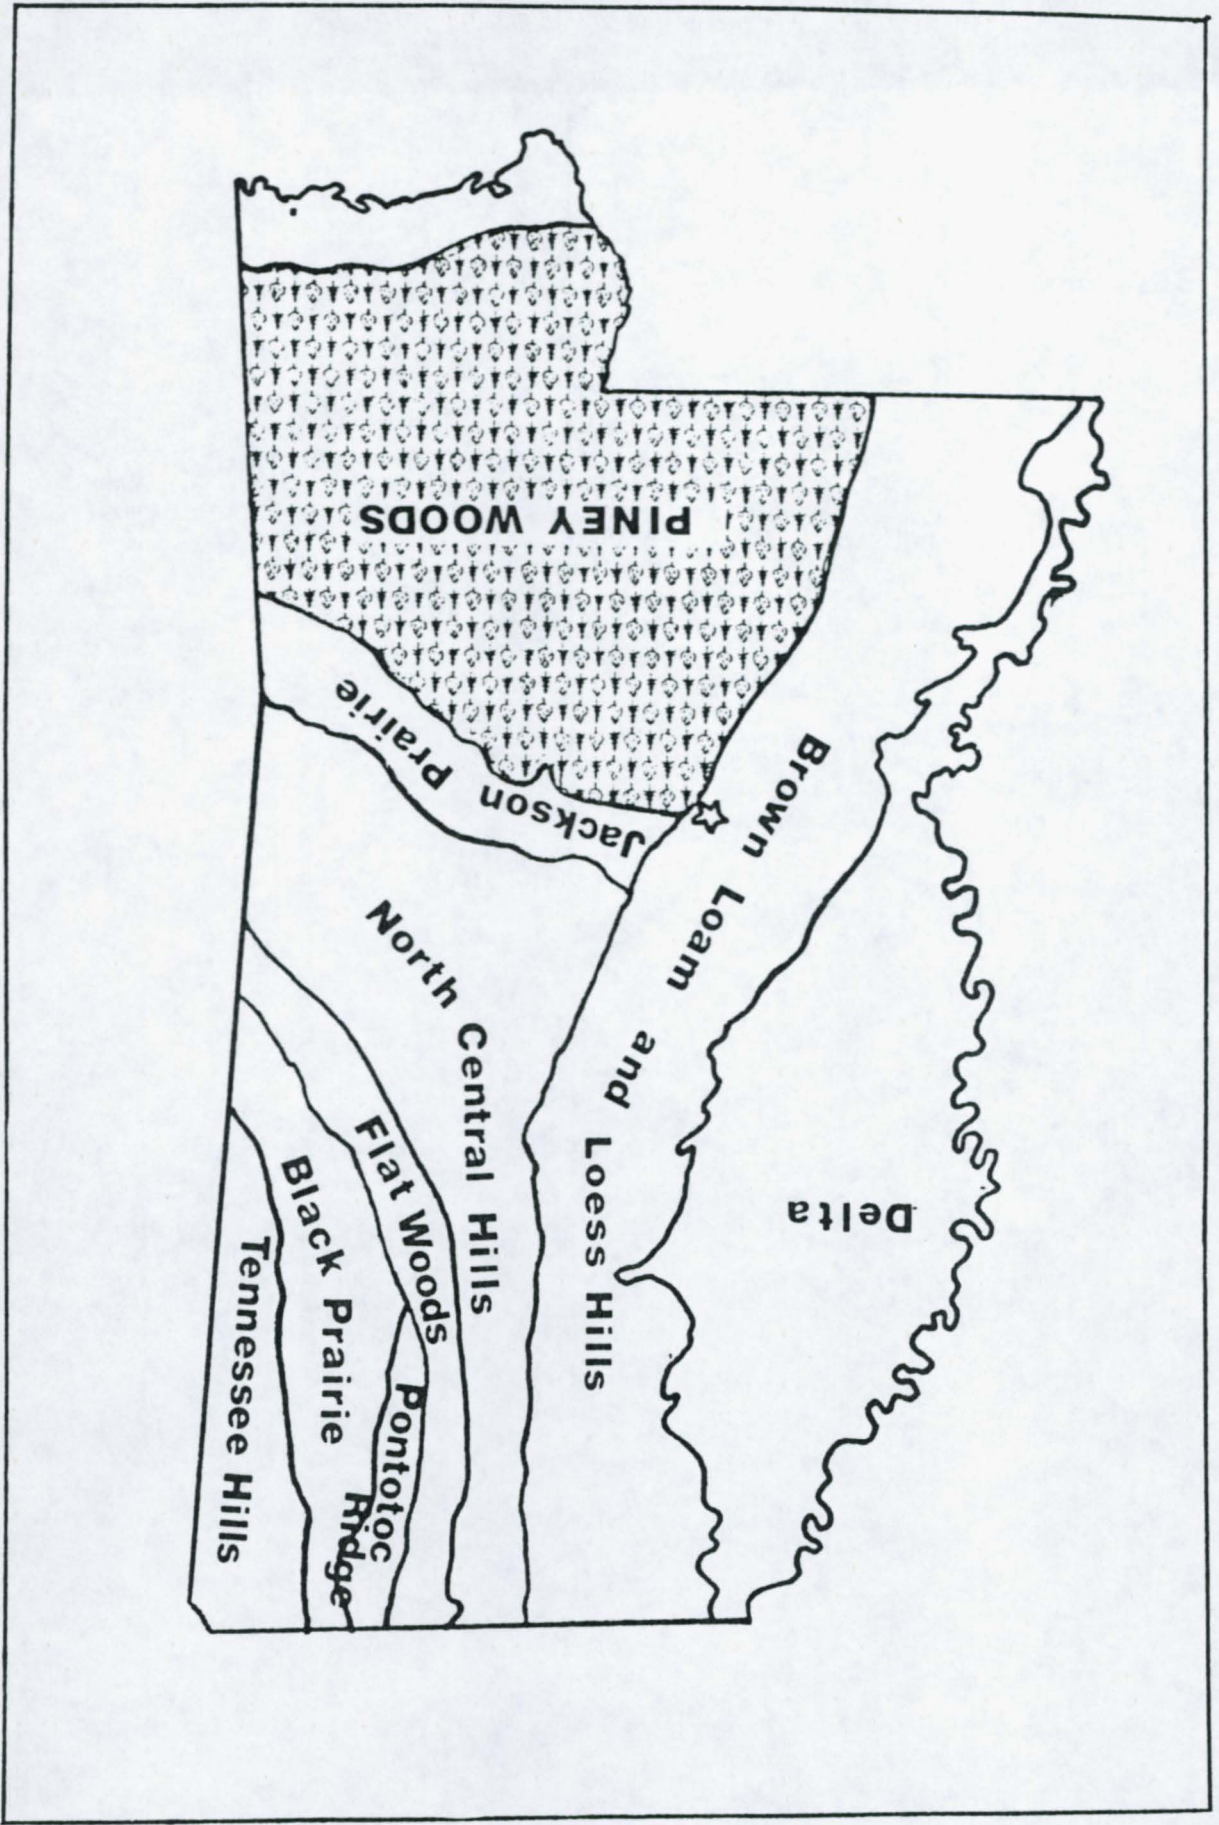 Delta
Brown Loam and Loess Hills
North Central Hills
Flat Woods
Pontotoc
Ridge
Black Prairie
Tennessee Hills
Jackson Prairie
PINEY WOODS